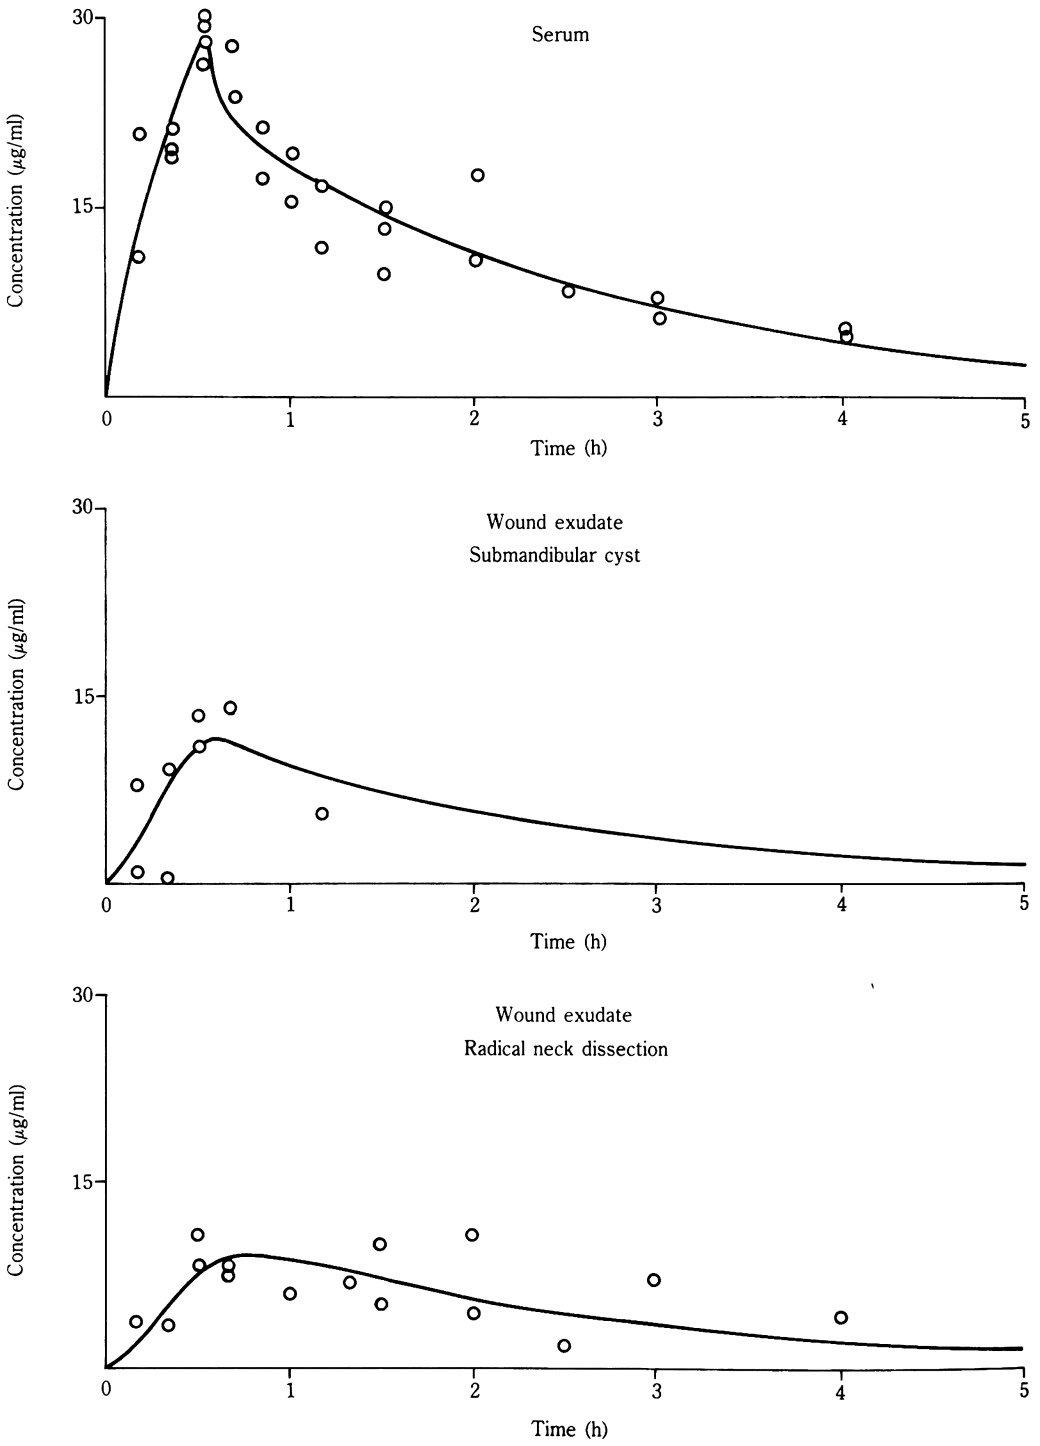 Serum
Concentration (μg/ml)
30
15
0 1 2 3 4 5
Time (h)
Wound exudate
Submandibular cyst
Concentration (μg/ml)
30
15
0 1 2 3 4 5
Time (h)
Wound exudate
Radical neck dissection
Concentration (μg/ml)
30
15
0 1 2 3 4 5
Time (h)